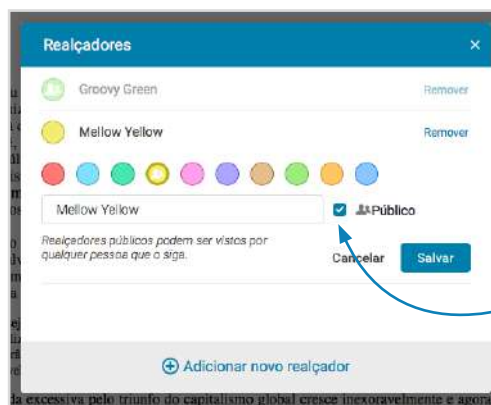 Realçadores ×
Groovy Green Remover
Mellow Yellow Remover
Mellow Yellow Público
Realçadores públicos podem ser vistos por
qualquer pessoa que o siga.
Cancelar Salvar
Adicionar novo realçador
da excessiva pelo triunfo do capitalismo global cresce inexoravelmente e agora